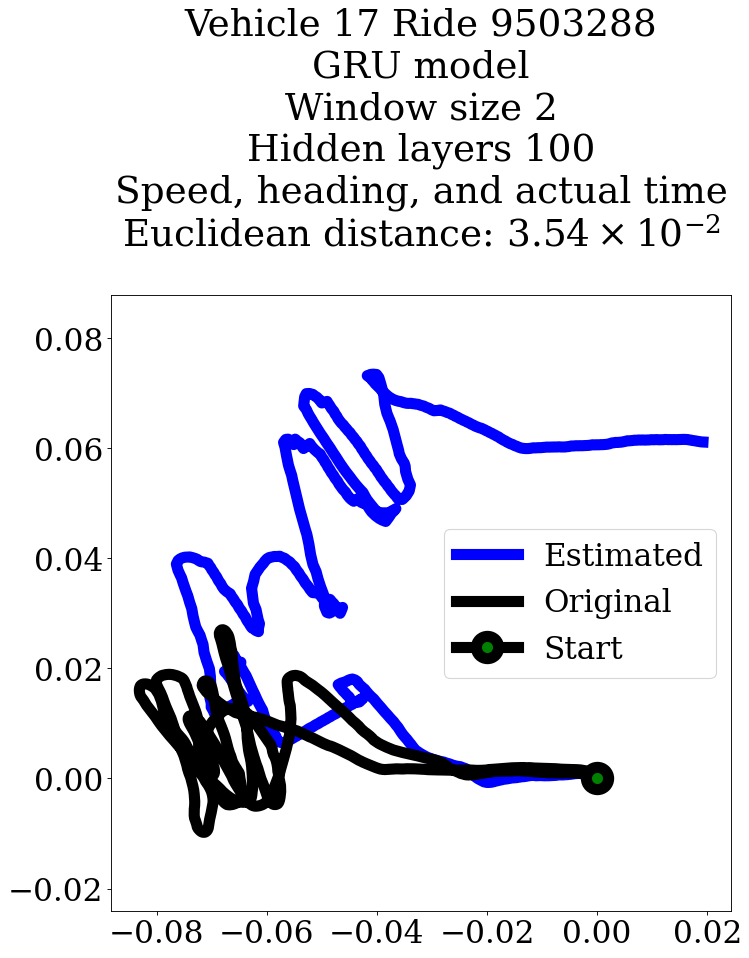 Vehicle 17 Ride 9503288
GRU model
Window size 2
Hidden layers 100
Speed, heading, and actual time
Euclidean distance: 3.54 × 10⁻²
0.08
0.06
0.04
0.02
0.00
−0.02
Estimated
Original
Start
−0.08 −0.06 −0.04 −0.02 0.00 0.02